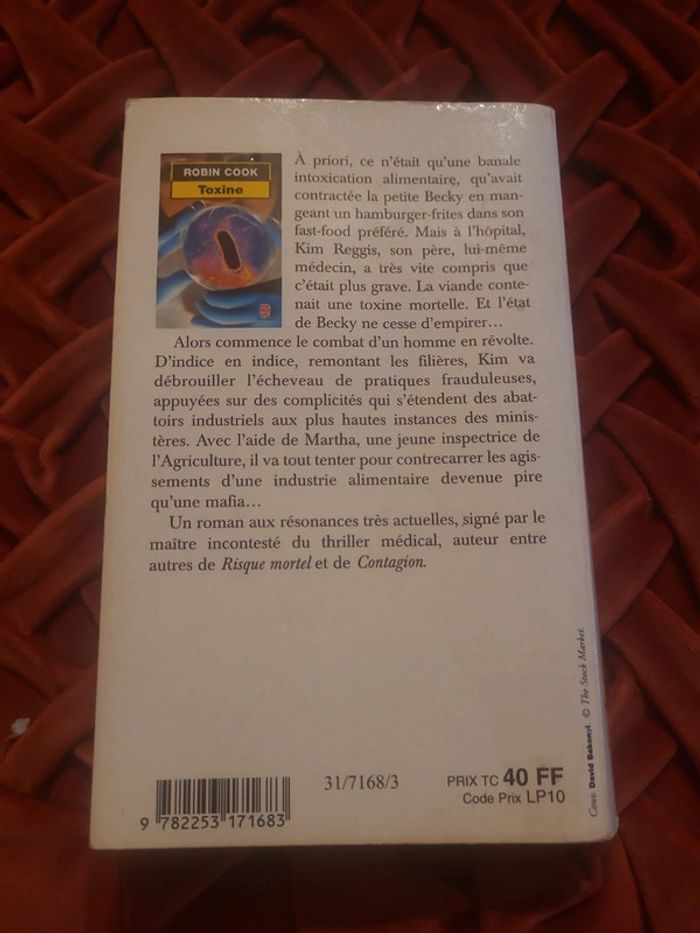 ROBIN COOK
Toxine
À priori, ce n'était qu'une banale
intoxication alimentaire, qu'avait
contractée la petite Becky en man-
geant un hamburger-frites dans son
fast-food préféré. Mais à l'hôpital,
Kim Reggis, son père, lui-même
médecin, a très vite compris que
c'était plus grave. La viande conte-
nait une toxine mortelle. Et l'état
de Becky ne cesse d'empirer…
Alors commence le combat d'un homme en révolte.
D'indice en indice, remontant les filières, Kim va
débrouiller l'écheveau de pratiques frauduleuses,
appuyées sur des complicités qui s'étendent des abat-
toirs industriels aux plus hautes instances des minis-
tères. Avec l'aide de Martha, une jeune inspectrice de
l'Agriculture, il va tout tenter pour contrecarrer les agis-
sements d'une industrie alimentaire devenue pire
qu'une mafia…
Un roman aux résonances très actuelles, signé par le
maître incontesté du thriller médical, auteur entre
autres de Risque mortel et de Contagion.
31/7168/3
PRIX TC 40 FF
Code Prix LP10
9 782253 171683
Couv. David © The Stock Market.